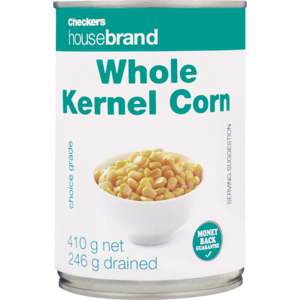 Checkers
housebrand
Whole
Kernel Corn
choice grade
SERVING SUGGESTION
MONEY
BACK
GUARANTEE
410 g net
246 g drained